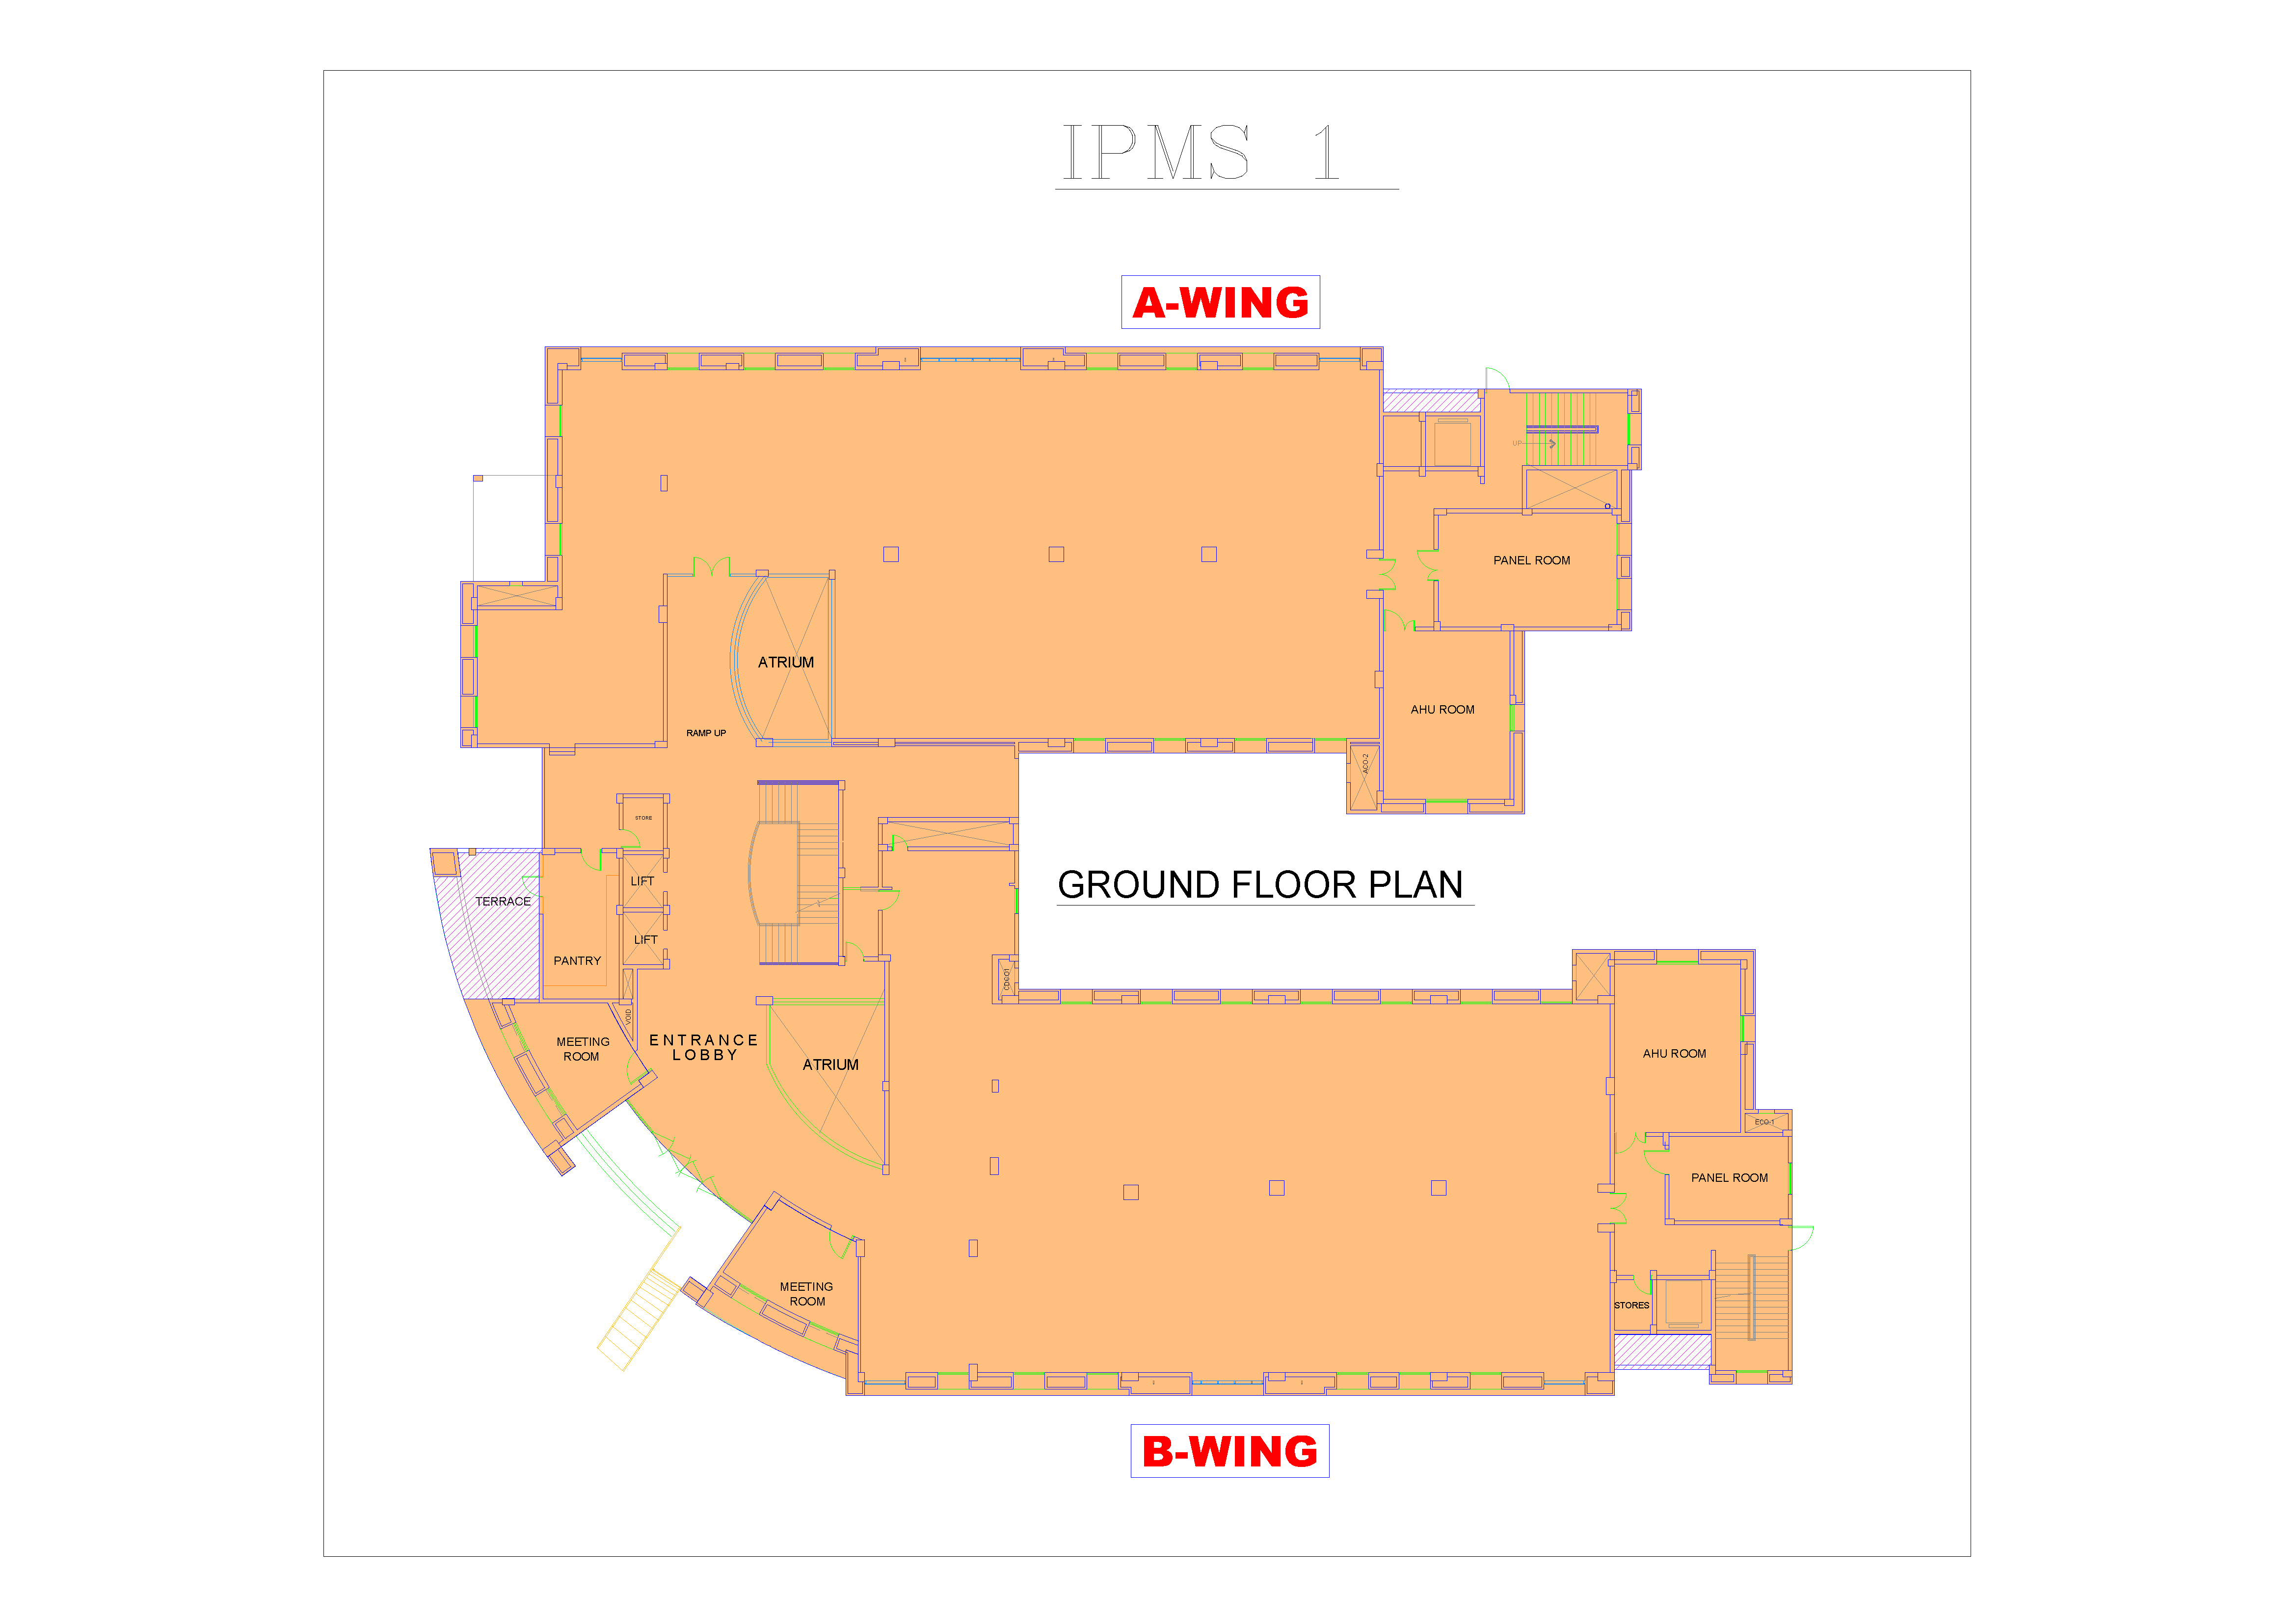 IPMS 1
A-WING
UP
PANEL ROOM
ATRIUM
AHU ROOM
RAMP UP
ACO-2
STORE
LIFT
GROUND FLOOR PLAN
TERRACE
LIFT
PANTRY
VOID
MEETING
ROOM
ENTRANCE
LOBBY
ATRIUM
AHU ROOM
ECO-1
PANEL ROOM
MEETING
ROOM
STORES
B-WING